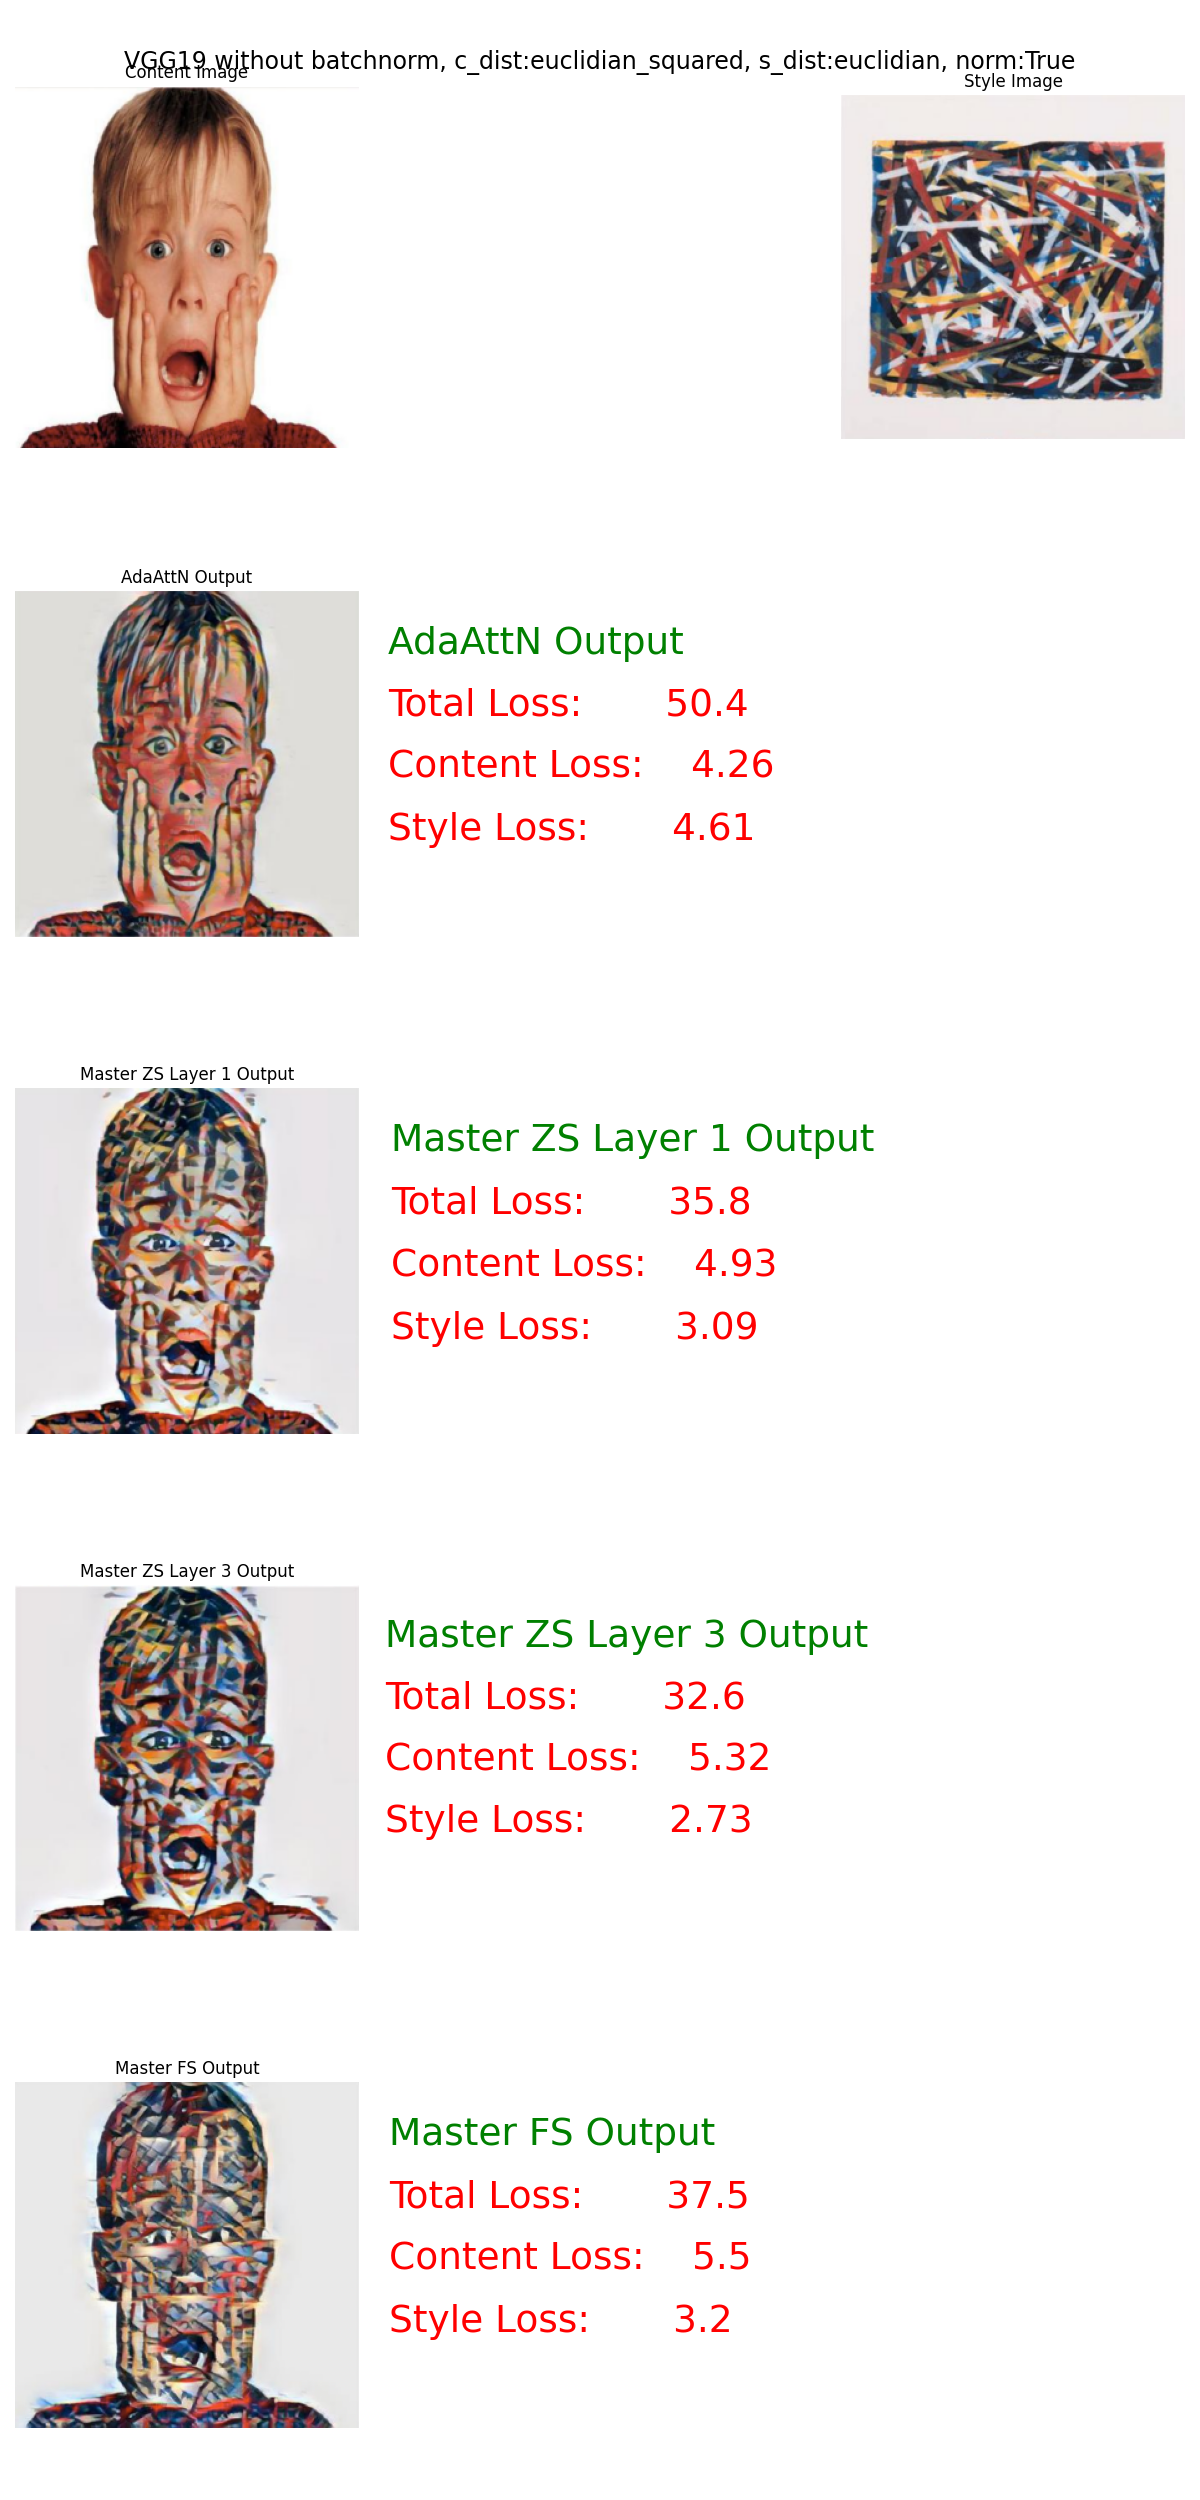 VGG19 without batchnorm, c_dist:euclidian_squared, s_dist:euclidian, norm:True
Content Image
Style Image
AdaAttN Output
AdaAttN Output
Total Loss: 50.4
Content Loss: 4.26
Style Loss: 4.61
Master ZS Layer 1 Output
Master ZS Layer 1 Output
Total Loss: 35.8
Content Loss: 4.93
Style Loss: 3.09
Master ZS Layer 3 Output
Master ZS Layer 3 Output
Total Loss: 32.6
Content Loss: 5.32
Style Loss: 2.73
Master FS Output
Master FS Output
Total Loss: 37.5
Content Loss: 5.5
Style Loss: 3.2